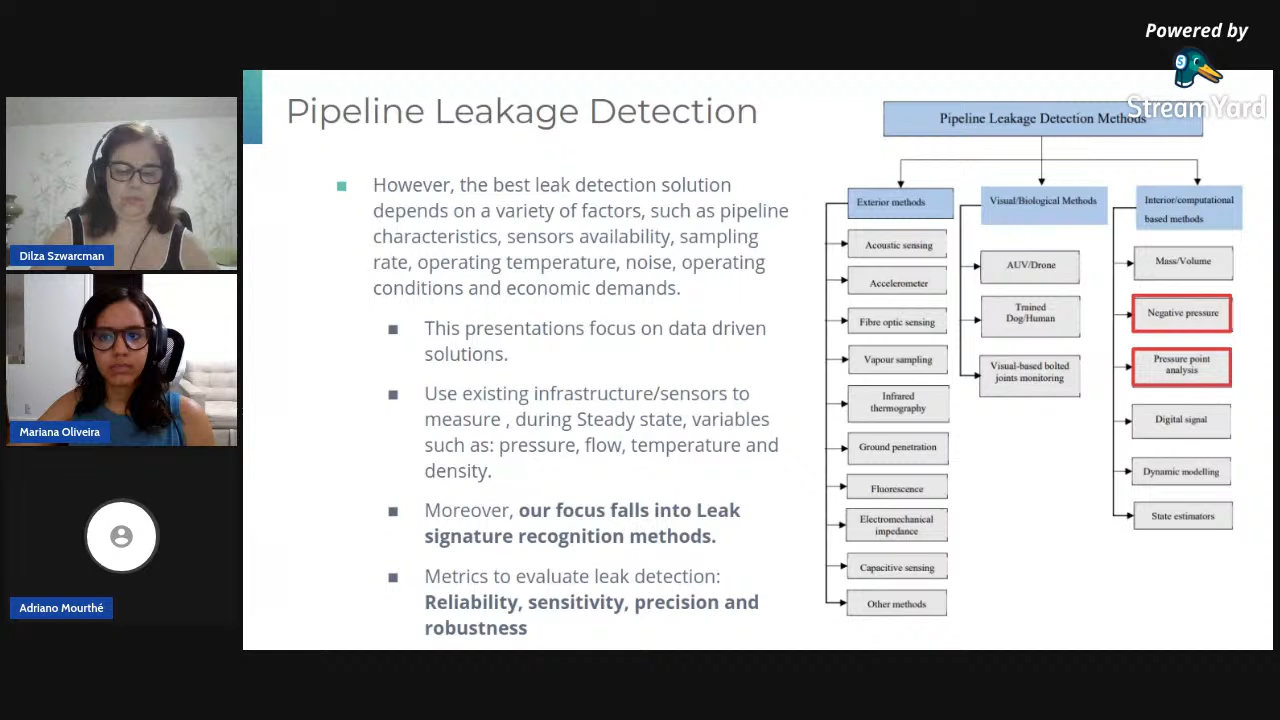 Powered by
StreamYard
Dilza Szwarcman
Mariana Oliveira
Adriano Mourthé
Pipeline Leakage Detection
However, the best leak detection solution
depends on a variety of factors, such as pipeline
characteristics, sensors availability, sampling
rate, operating temperature, noise, operating
conditions and economic demands.
This presentations focus on data driven
solutions.
Use existing infrastructure/sensors to
measure , during Steady state, variables
such as: pressure, flow, temperature and
density.
Moreover, our focus falls into Leak
signature recognition methods.
Metrics to evaluate leak detection:
Reliability, sensitivity, precision and
robustness
Pipeline Leakage Detection Methods
Exterior methods
Acoustic sensing
Accelerometer
Fibre optic sensing
Vapour sampling
Infrared
thermography
Ground penetration
Fluorescence
Electromechanical
impedance
Capacitive sensing
Other methods
Visual/Biological Methods
AUV/Drone
Trained
Dog/Human
Visual-based bolted
joints monitoring
Interior/computational
based methods
Mass/Volume
Negative pressure
Pressure point
analysis
Digital signal
Dynamic modelling
State estimators